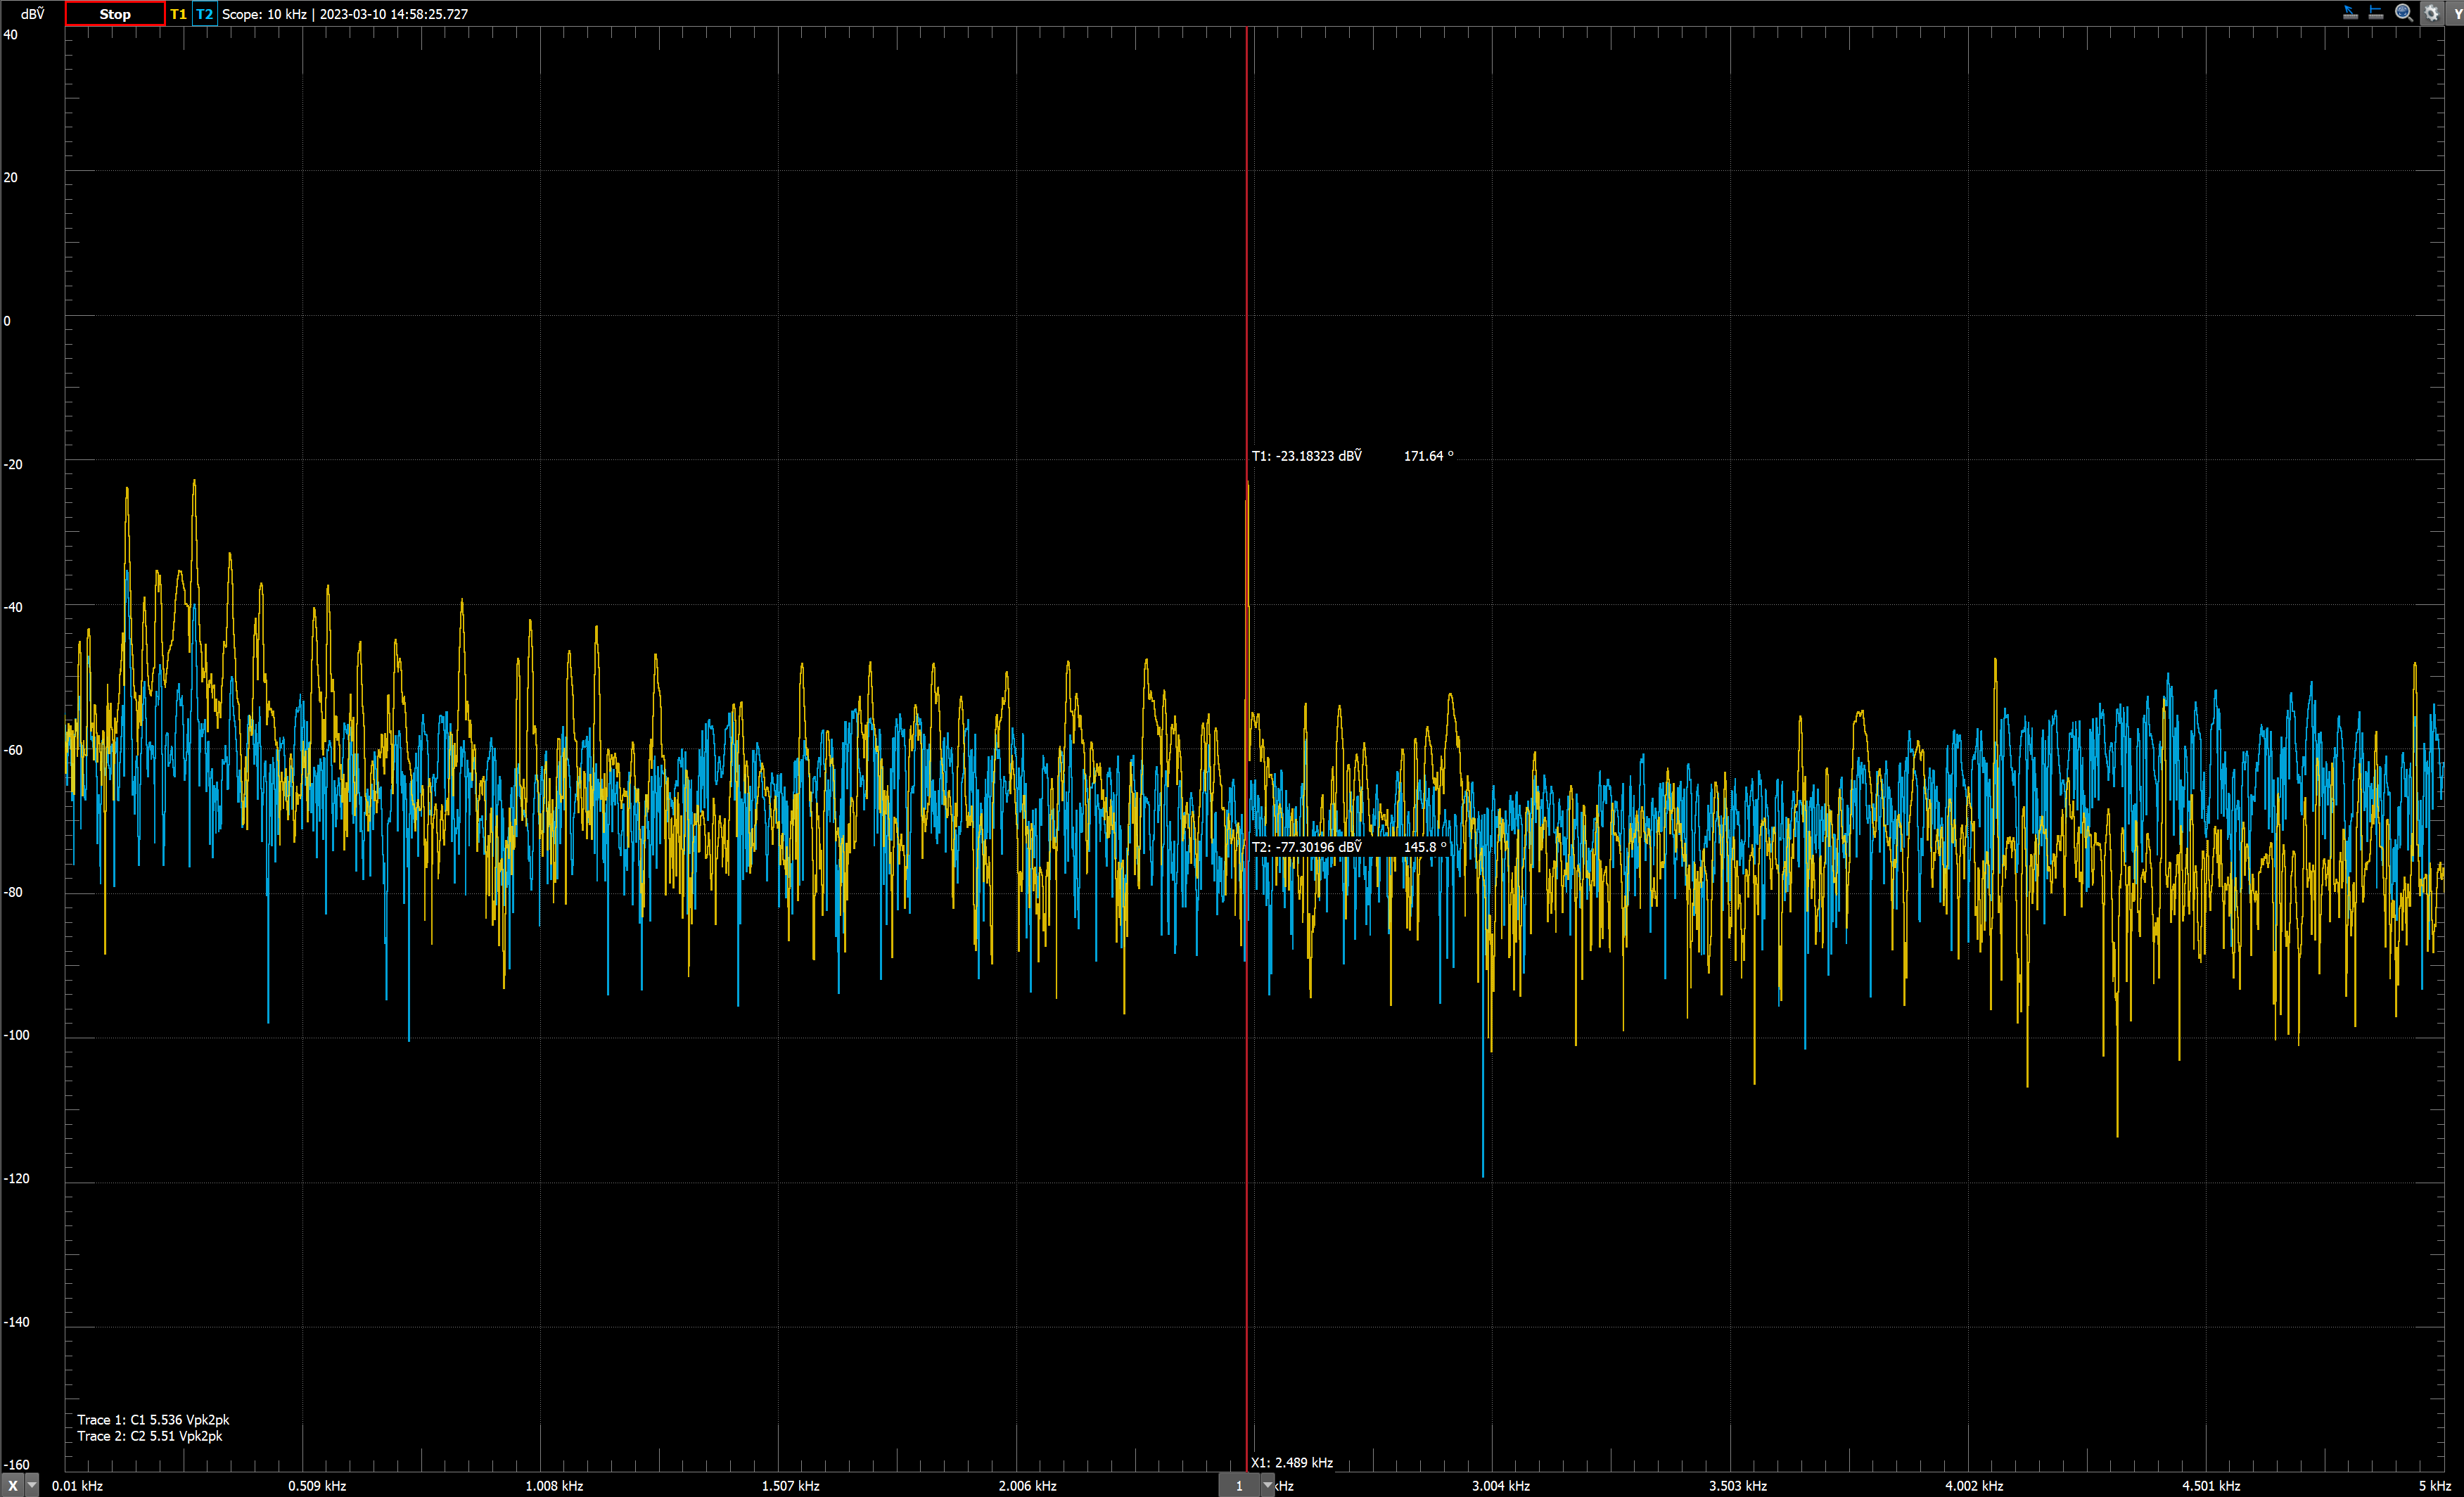 dBṼ Stop T1 T2 Scope: 10 kHz | 2023-03-10 14:58:25.727 Y
40
20
0
-20
T1: -23.18323 dBṼ 171.64 º
-40
-60
T2: -77.30196 dBṼ 145.8 º
-80
-100
-120
-140
Trace 1: C1 5.536 Vpk2pk
Trace 2: C2 5.51 Vpk2pk
-160
X1: 2.489 kHz
X 0.01 kHz 0.509 kHz 1.008 kHz 1.507 kHz 2.006 kHz 1 kHz 3.004 kHz 3.503 kHz 4.002 kHz 4.501 kHz 5 kHz